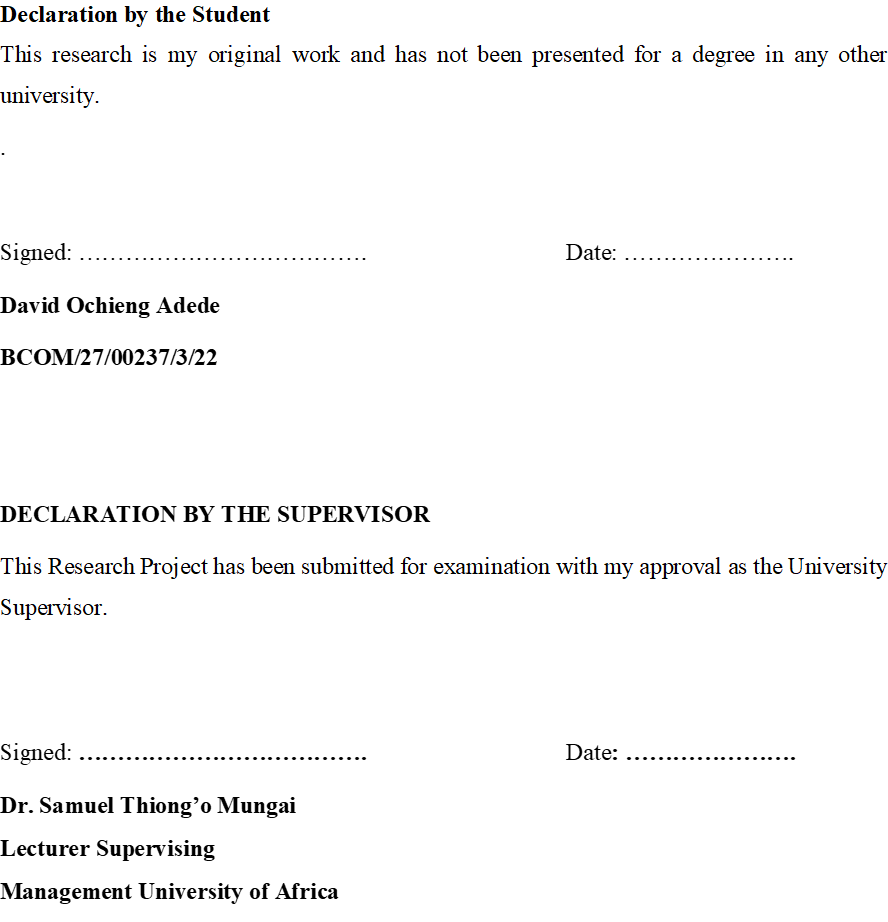 Declaration by the Student
This research is my original work and has not been presented for a degree in any other
university.
.
Signed: ………………………………. Date: ………………….
David Ochieng Adede
BCOM/27/00237/3/22
DECLARATION BY THE SUPERVISOR
This Research Project has been submitted for examination with my approval as the University
Supervisor.
Signed: ………………………………. Date: ………………….
Dr. Samuel Thiong’o Mungai
Lecturer Supervising
Management University of Africa